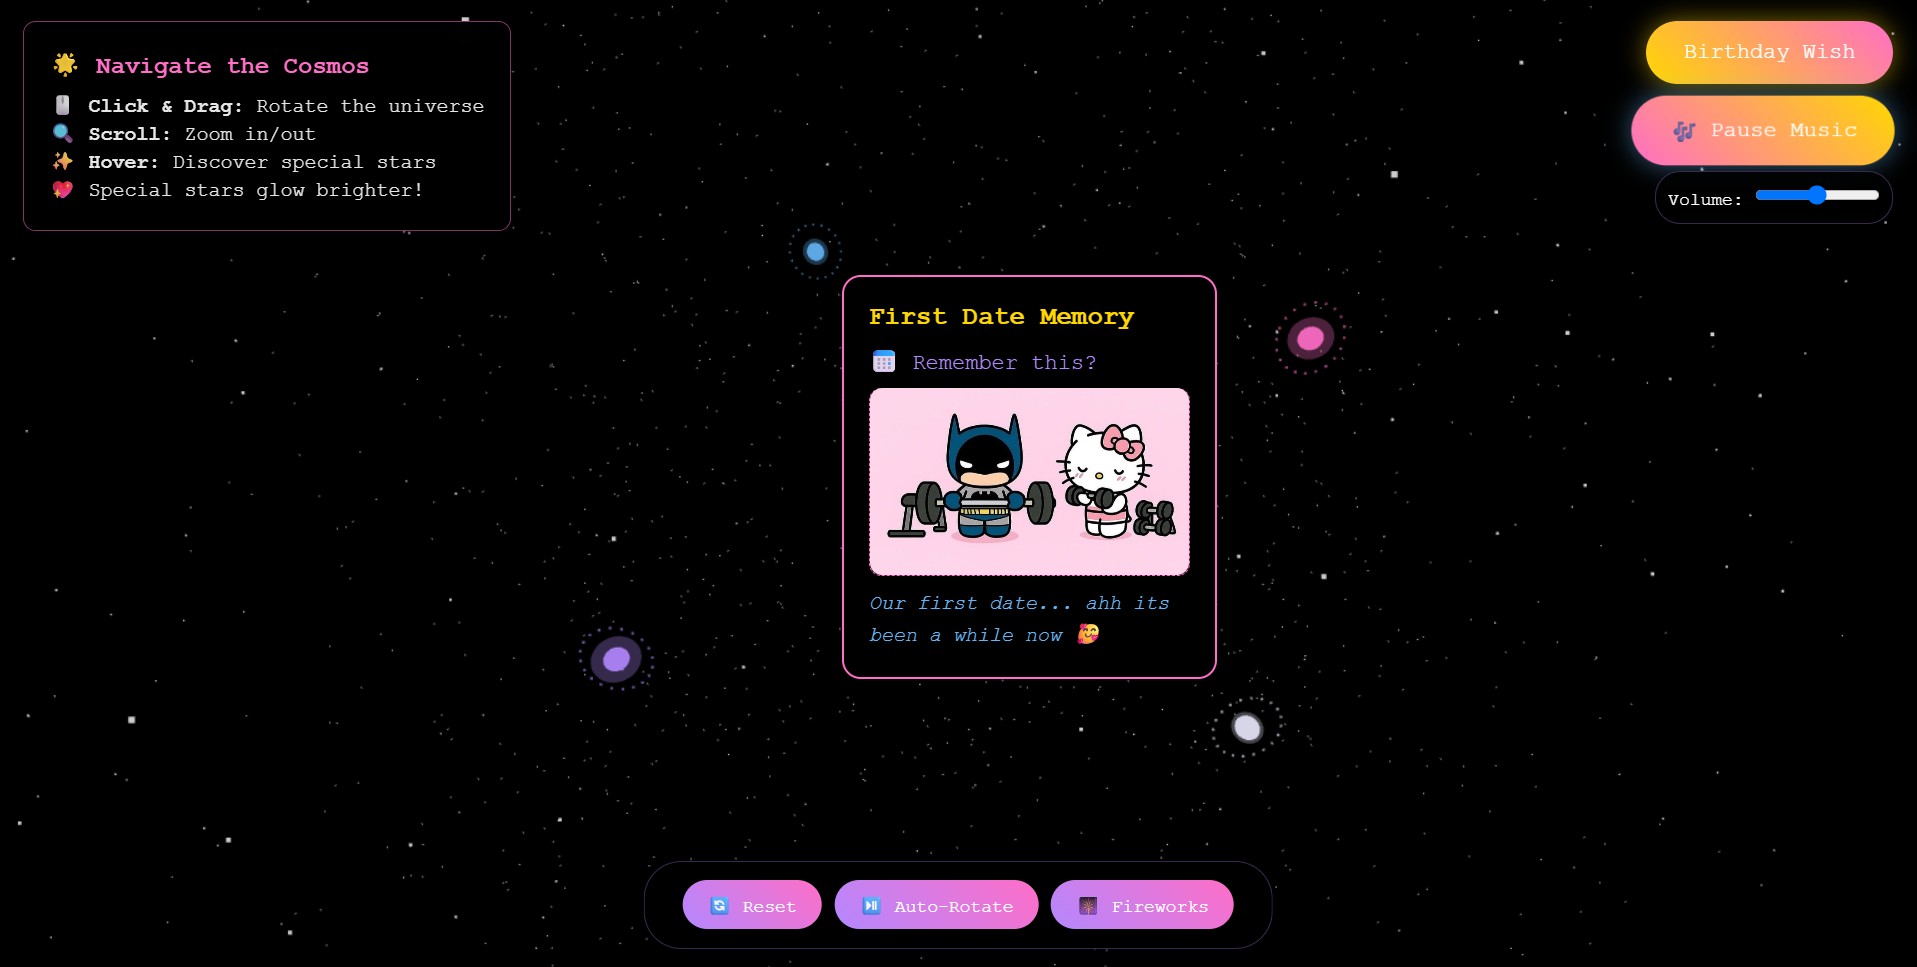 Navigate the Cosmos
Click & Drag: Rotate the universe
Scroll: Zoom in/out
Hover: Discover special stars
Special stars glow brighter!
Birthday Wish
Pause Music
Volume:
First Date Memory
Remember this?
Our first date... ahh its
been a while now
Reset
Auto-Rotate
Fireworks